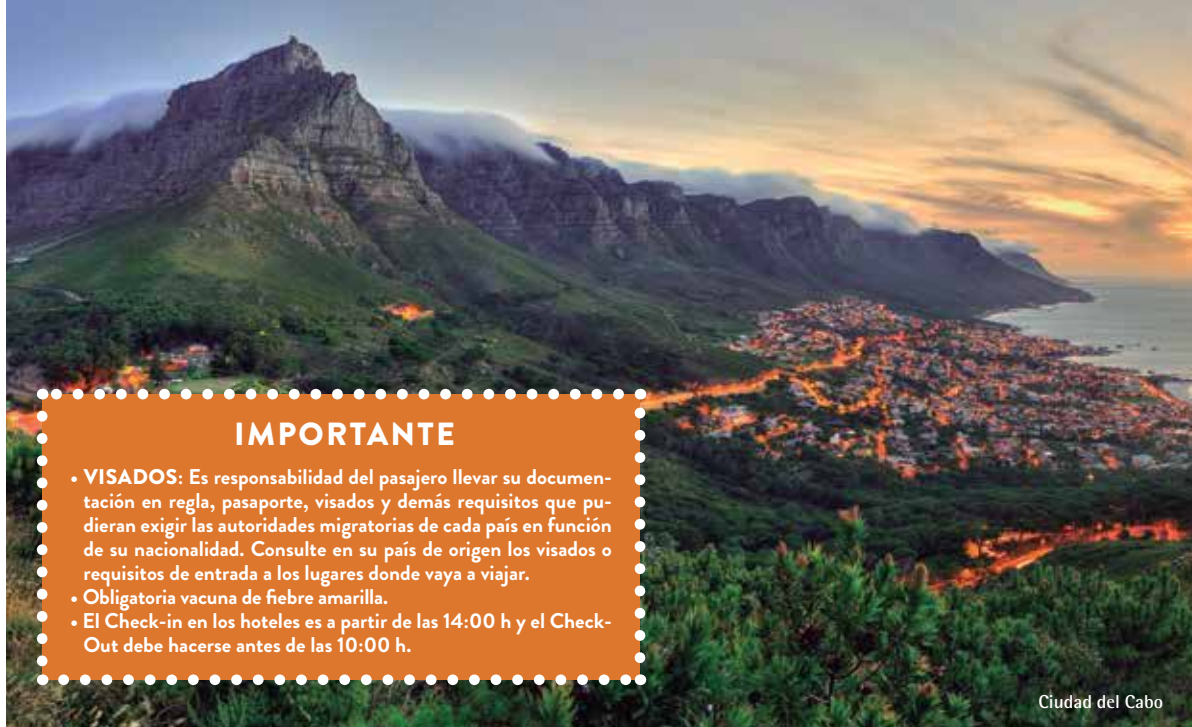 IMPORTANTE
• VISADOS: Es responsabilidad del pasajero llevar su documen-
tación en regla, pasaporte, visados y demás requisitos que pu-
dieran exigir las autoridades migratorias de cada país en función
de su nacionalidad. Consulte en su país de origen los visados o
requisitos de entrada a los lugares donde vaya a viajar.
• Obligatoria vacuna de fiebre amarilla.
• El Check-in en los hoteles es a partir de las 14:00 h y el Check-
Out debe hacerse antes de las 10:00 h.
Ciudad del Cabo